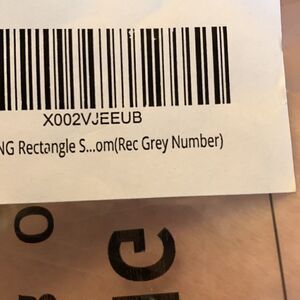 X002VJEEUB
NG Rectangle S...om(Rec Grey Number)